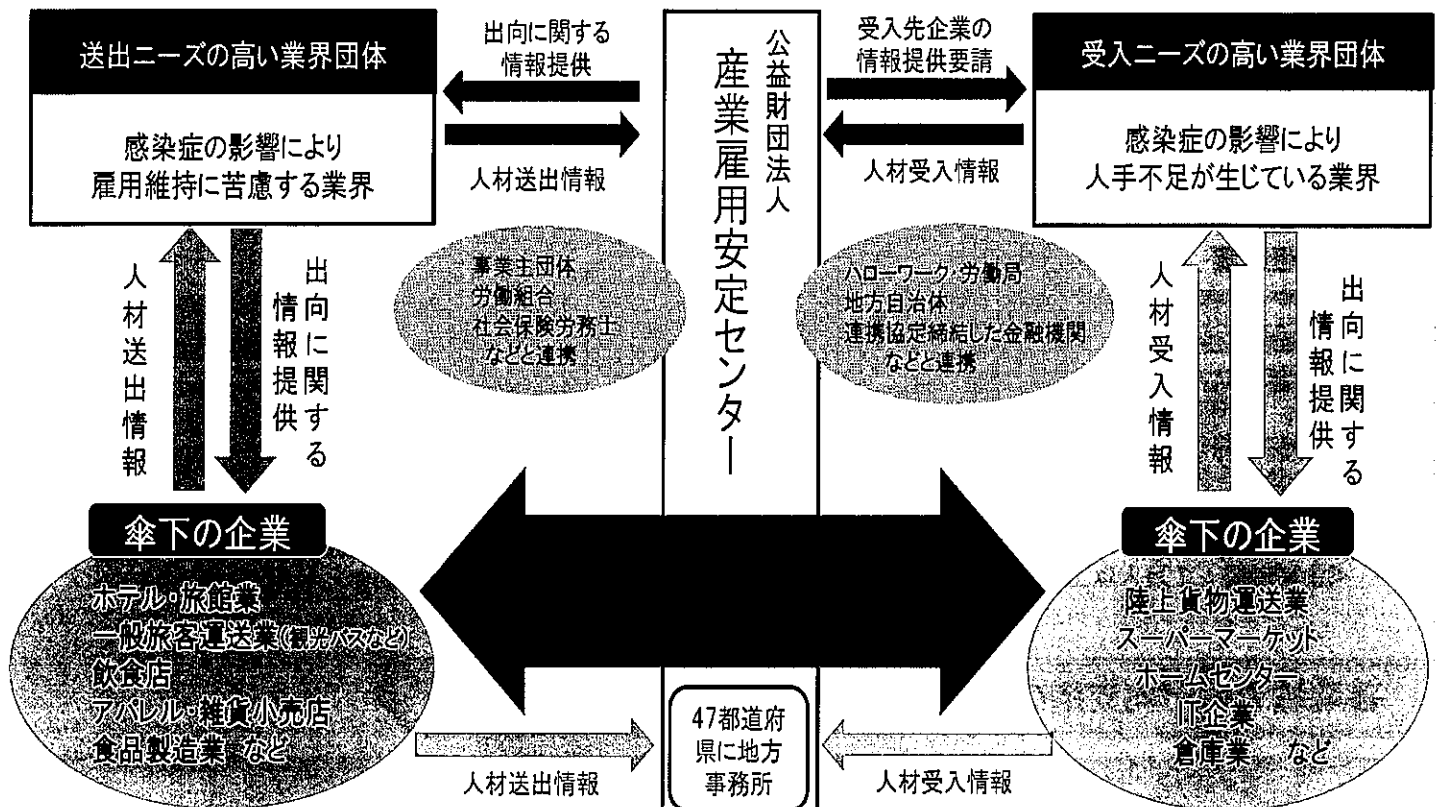 送出ニーズの高い業界団体
感染症の影響により
雇用維持に苦慮する業界
出向に関する
情報提供
人材送出情報
公益財団法人
産業雇用安定センター
受入先企業の
情報提供要請
人材受入情報
受入ニーズの高い業界団体
感染症の影響により
人手不足が生じている業界
事業主団体
労働組合
社会保険労務士
などと連携
ハローワーク・労働局
地方自治体
連携協定締結した金融機関
などと連携
人材送出情報
出向に関する
情報提供
人材受入情報
出向に関する
情報提供
傘下の企業
ホテル・旅館業
一般旅客運送業(観光バスなど)
飲食店
アパレル・雑貨小売店
食品製造業 など
傘下の企業
陸上貨物運送業
スーパーマーケット
ホームセンター
IT企業
倉庫業 など
人材送出情報
47都道府
県に地方
事務所
人材受入情報